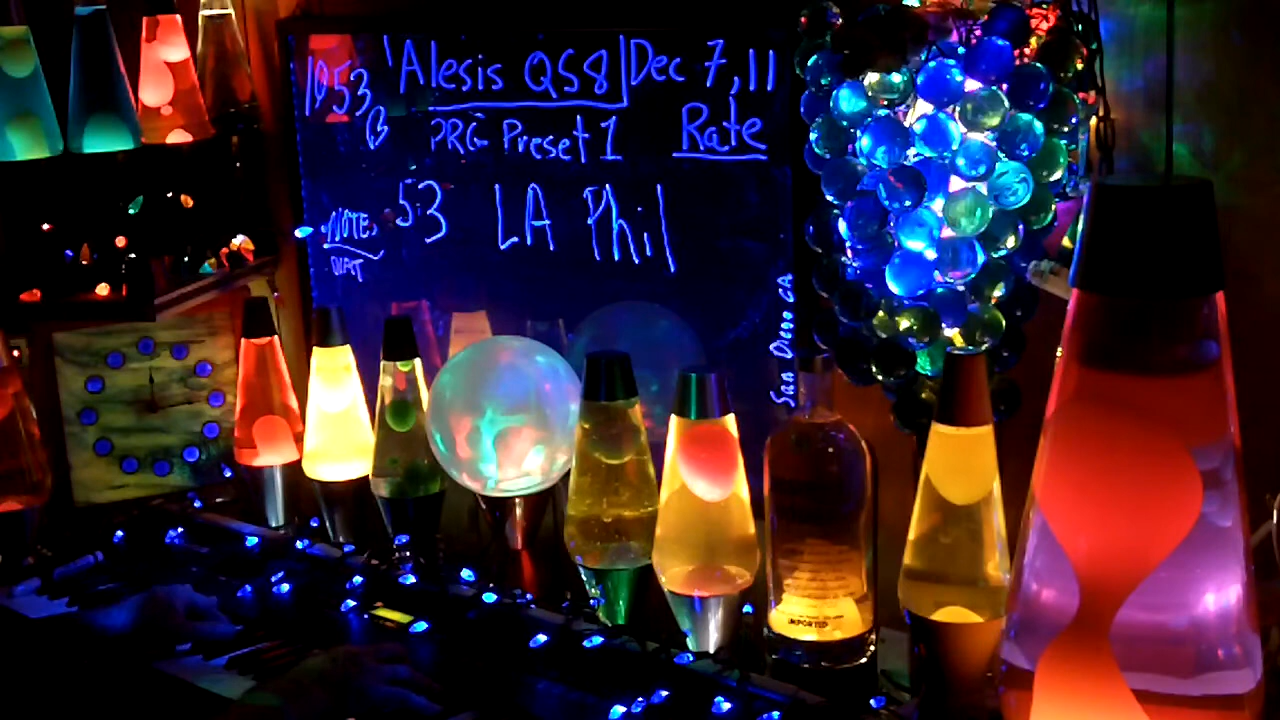 1053 'Alesis QS8 Dec 7, 11
B PRG Preset 1 Rate
53 LA Phil
NOTE,
San Diego CA
IMPORTED